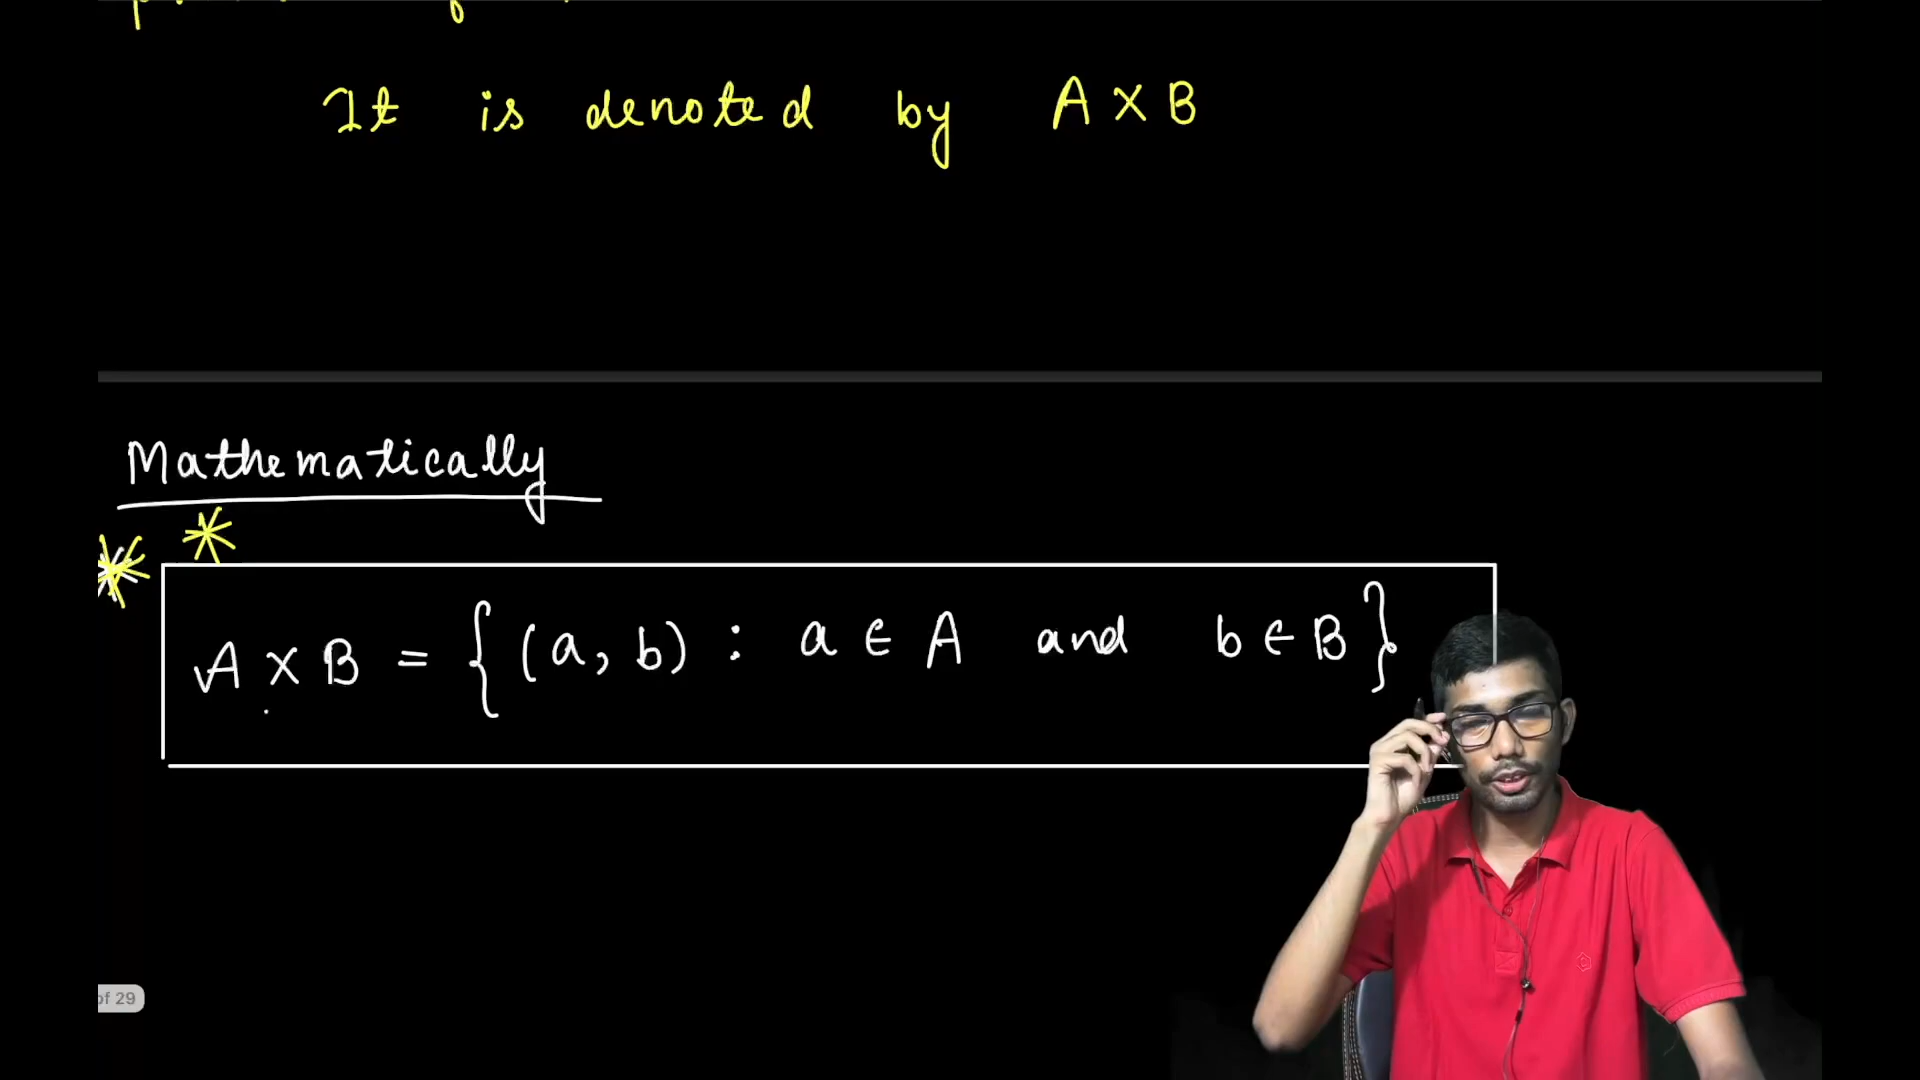 It is denoted by A X B
Mathematically
A X B = { (a, b) : a ∈ A and b ∈ B }
of 29